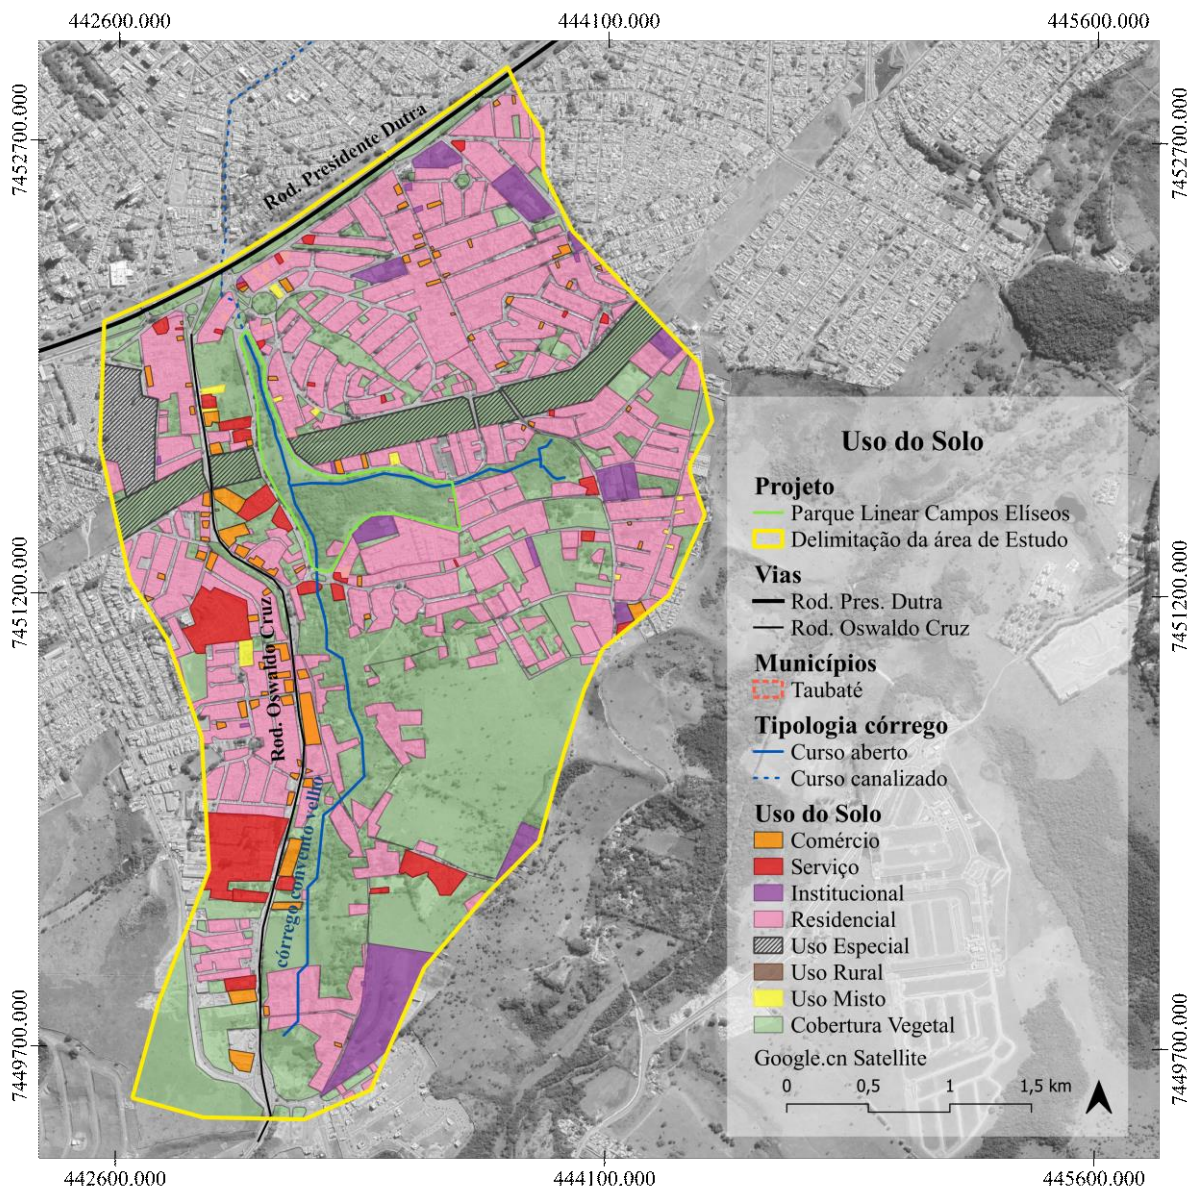 442600.000 444100.000 445600.000
7452700.000
7452700.000
Rod. Presidente Dutra
Uso do Solo
Projeto
Parque Linear Campos Elíseos
Delimitação da área de Estudo
Vias
Rod. Pres. Dutra
Rod. Oswaldo Cruz
Municípios
Taubaté
Tipologia córrego
Curso aberto
Curso canalizado
Uso do Solo
Comércio
Serviço
Institucional
Residencial
Uso Especial
Uso Rural
Uso Misto
Cobertura Vegetal
Google.cn Satellite
0 0,5 1 1,5 km
7451200.000
7451200.000
Rod. Oswaldo Cruz
córrego convento velho
7449700.000
7449700.000
442600.000 444100.000 445600.000